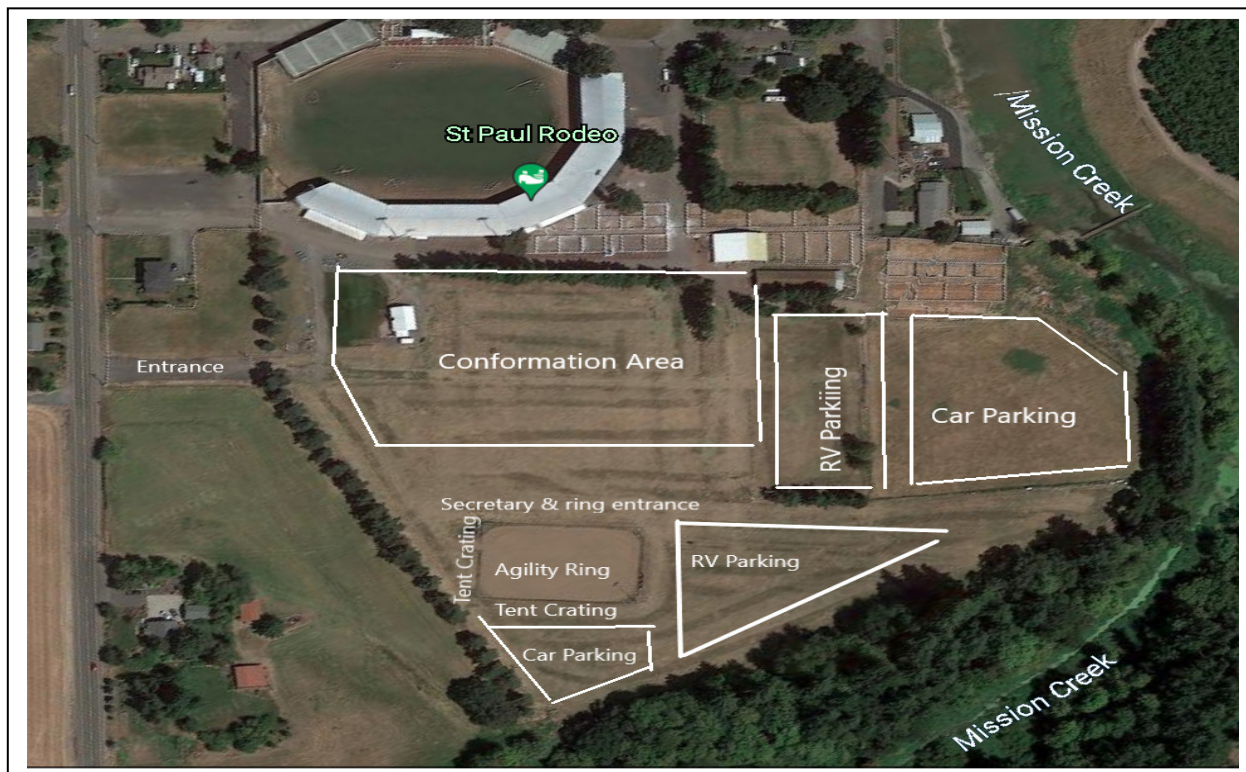 St Paul Rodeo
Mission Creek
Entrance
Conformation Area
RV Parkiing
Car Parking
Secretary & ring entrance
Tent Crating
Agility Ring
RV Parking
Tent Crating
Car Parking
Mission Creek